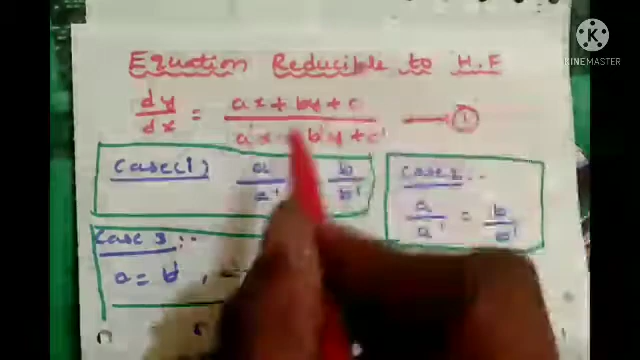 Equation Reducible to H.F
dy/dx = ax + by + c / a'x b'y + c' → ①
Case (1) a/a' b/b'
Case 2 :- a/a' = b/b'
Case 3 :-
a = b' ,
KINEMASTER